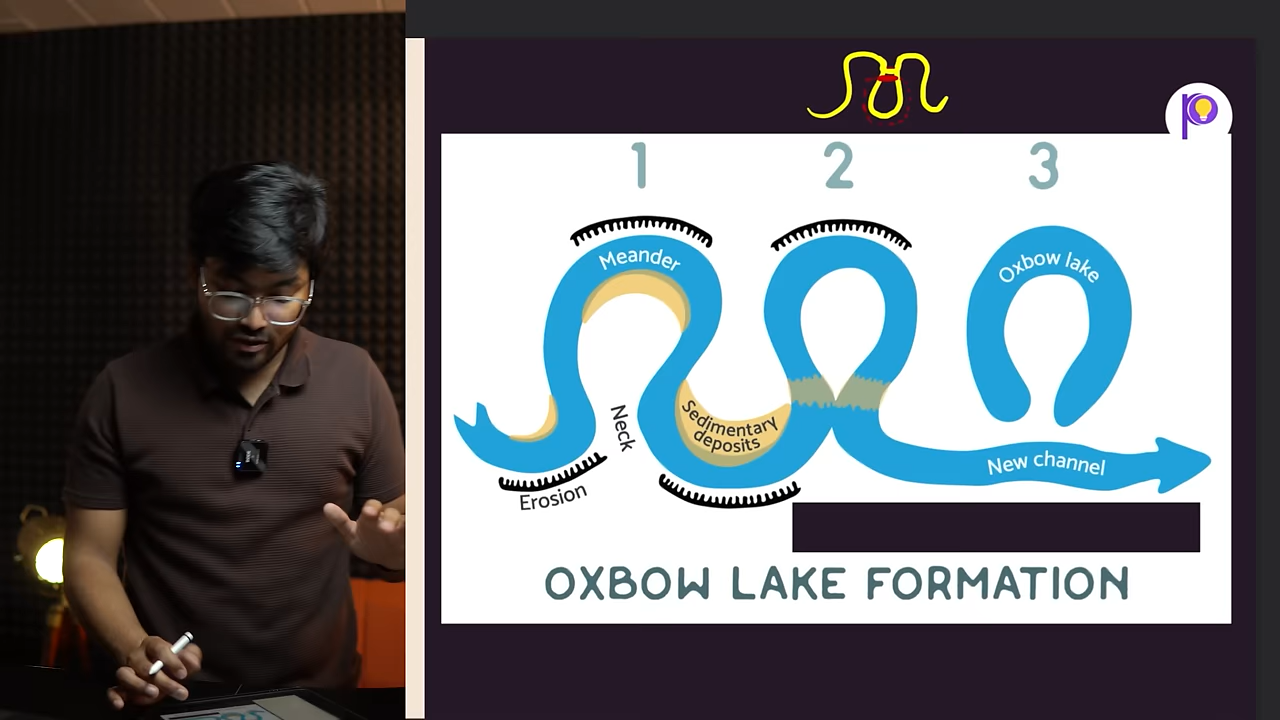 1 2 3
Meander
Oxbow lake
Neck
Sedimentary
deposits
Erosion
New channel
OXBOW LAKE FORMATION